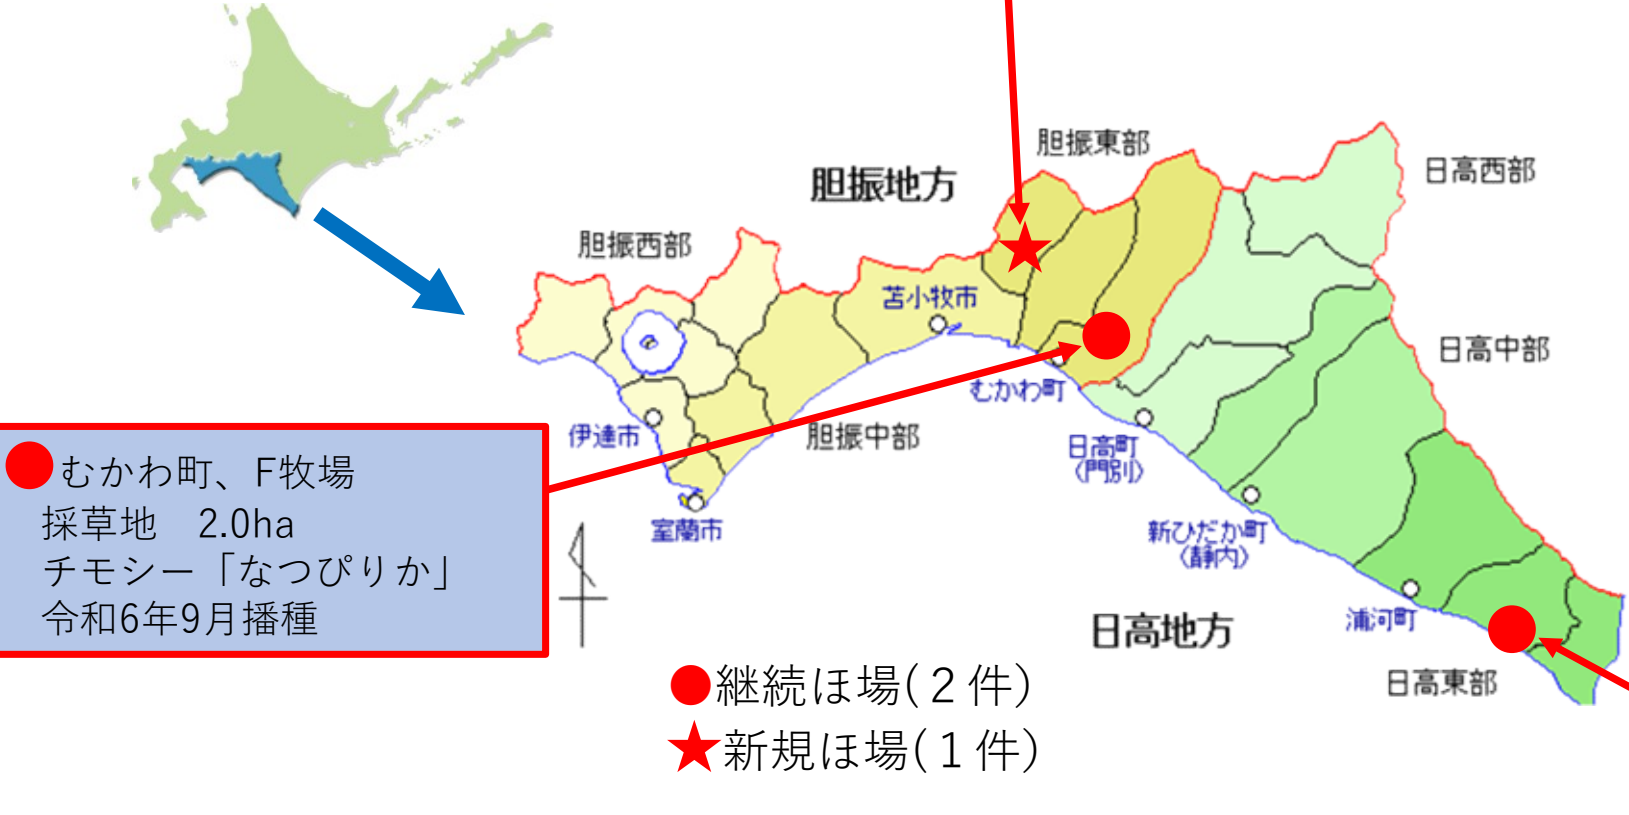 胆振東部
日高西部
胆振地方
胆振西部
苫小牧市
日高中部
むかわ町
伊達市
胆振中部
日高町
(門別)
●むかわ町、F牧場
採草地　2.0ha
チモシー「なつぴりか」
令和6年9月播種
室蘭市
新ひだか町
(静内)
浦河町
日高地方
日高東部
●継続ほ場(２件)
★新規ほ場(１件)